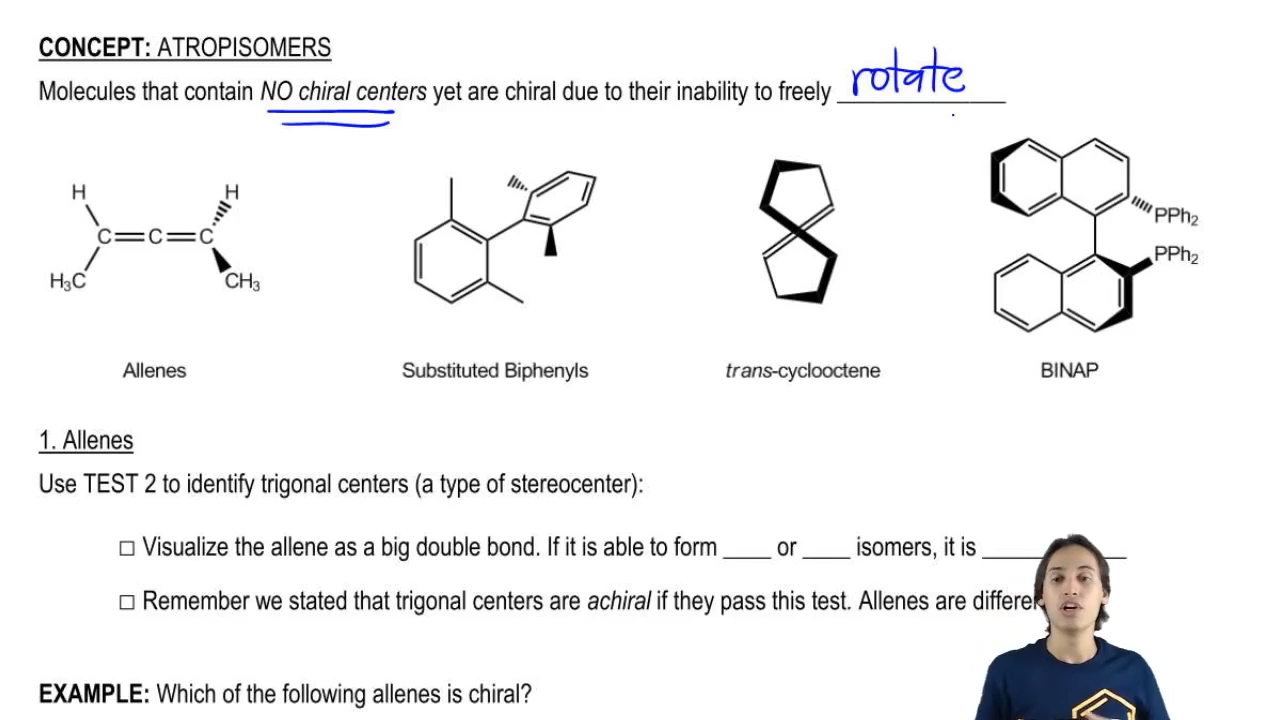 CONCEPT: ATROPISOMERS
Molecules that contain NO chiral centers yet are chiral due to their inability to freely rotate
H H
C=C=C
H₃C CH₃
PPh₂
PPh₂
Allenes Substituted Biphenyls trans-cyclooctene BINAP
1. Allenes
Use TEST 2 to identify trigonal centers (a type of stereocenter):
□ Visualize the allene as a big double bond. If it is able to form ____ or ____ isomers, it is ____
□ Remember we stated that trigonal centers are achiral if they pass this test. Allenes are
EXAMPLE: Which of the following allenes is chiral?